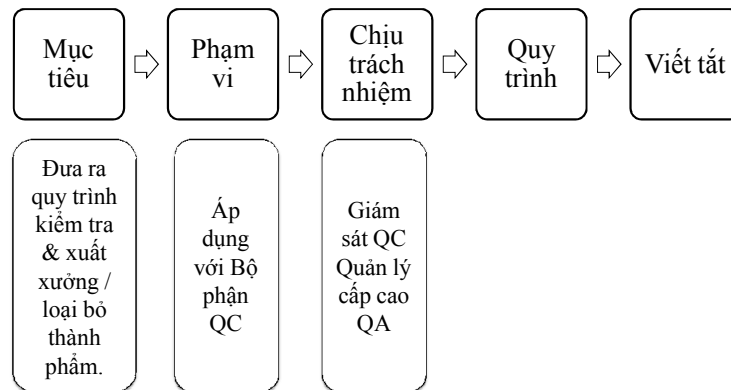 Mục
tiêu
Phạm
vi
Chịu
trách
nhiệm
Quy
trình
Viết tắt
Đưa ra
quy trình
kiểm tra
& xuất
xưởng /
loại bỏ
thành
phẩm.
Áp
dụng
với Bộ
phận
QC
Giám
sát QC
Quản lý
cấp cao
QA